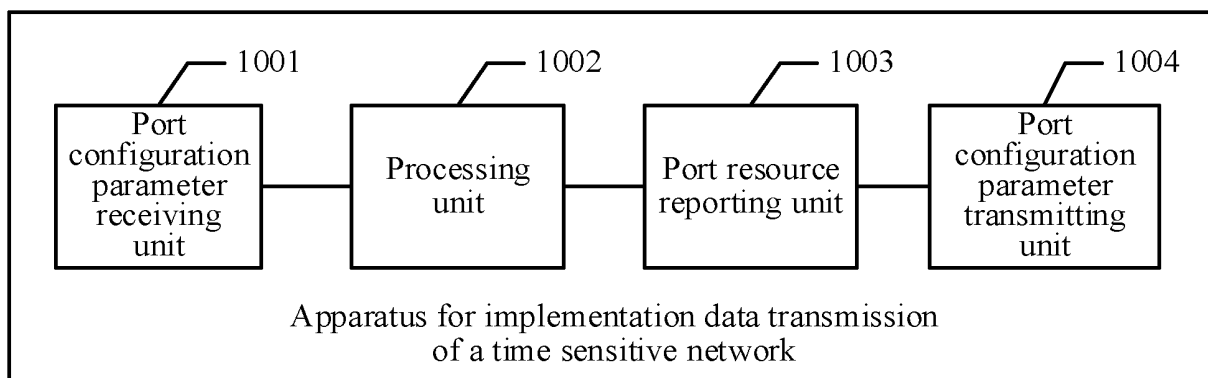 1001
1002
1003
1004
Port
configuration
parameter
receiving
unit
Processing
unit
Port resource
reporting unit
Port
configuration
parameter
transmitting
unit
Apparatus for implementation data transmission
of a time sensitive network